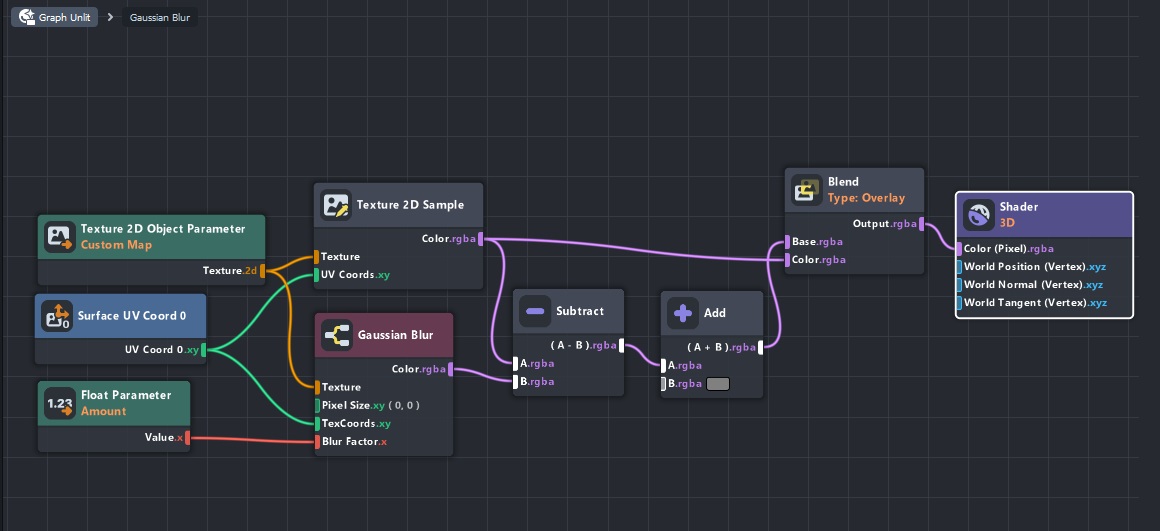 Graph Unlit > Gaussian Blur
Texture 2D Object Parameter
Custom Map
Texture.2d
Surface UV Coord 0
UV Coord 0.xy
Float Parameter
Amount
Value.x
Texture 2D Sample
Color.rgba
Texture
UV Coords.xy
Gaussian Blur
Color.rgba
Texture
Pixel Size.xy ( 0, 0 )
TexCoords.xy
Blur Factor.x
Subtract
( A - B ).rgba
A.rgba
B.rgba
Add
( A + B ).rgba
A.rgba
B.rgba
Blend
Type: Overlay
Output.rgba
Base.rgba
Color.rgba
Shader
3D
Color (Pixel).rgba
World Position (Vertex).xyz
World Normal (Vertex).xyz
World Tangent (Vertex).xyz
0
1.23